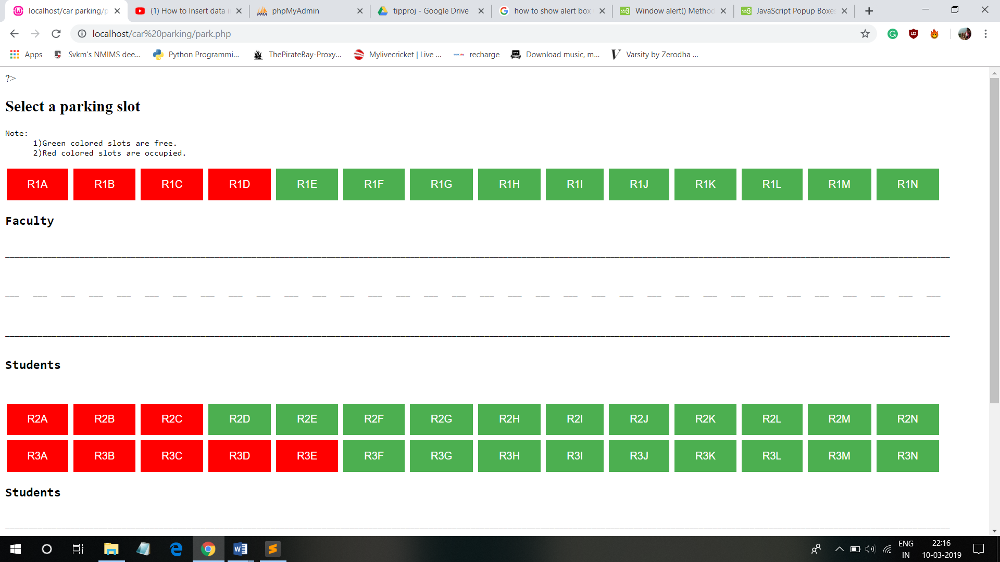 localhost/car parking/p
(1) How to Insert data i
phpMyAdmin
tipproj - Google Drive
how to show alert box
Window alert() Method
JavaScript Popup Boxes
localhost/car%20parking/park.php
Apps
Svkm's NMIMS dee...
Python Programmi...
ThePirateBay-Proxy...
Mylivecricket | Live ...
recharge
Download music, m...
Varsity by Zerodha ...
?>
Select a parking slot
Note:
1)Green colored slots are free.
2)Red colored slots are occupied.
R1A R1B R1C R1D R1E R1F R1G R1H R1I R1J R1K R1L R1M R1N
Faculty
Students
R2A R2B R2C R2D R2E R2F R2G R2H R2I R2J R2K R2L R2M R2N
R3A R3B R3C R3D R3E R3F R3G R3H R3I R3J R3K R3L R3M R3N
Students
ENG
IN
22:16
10-03-2019